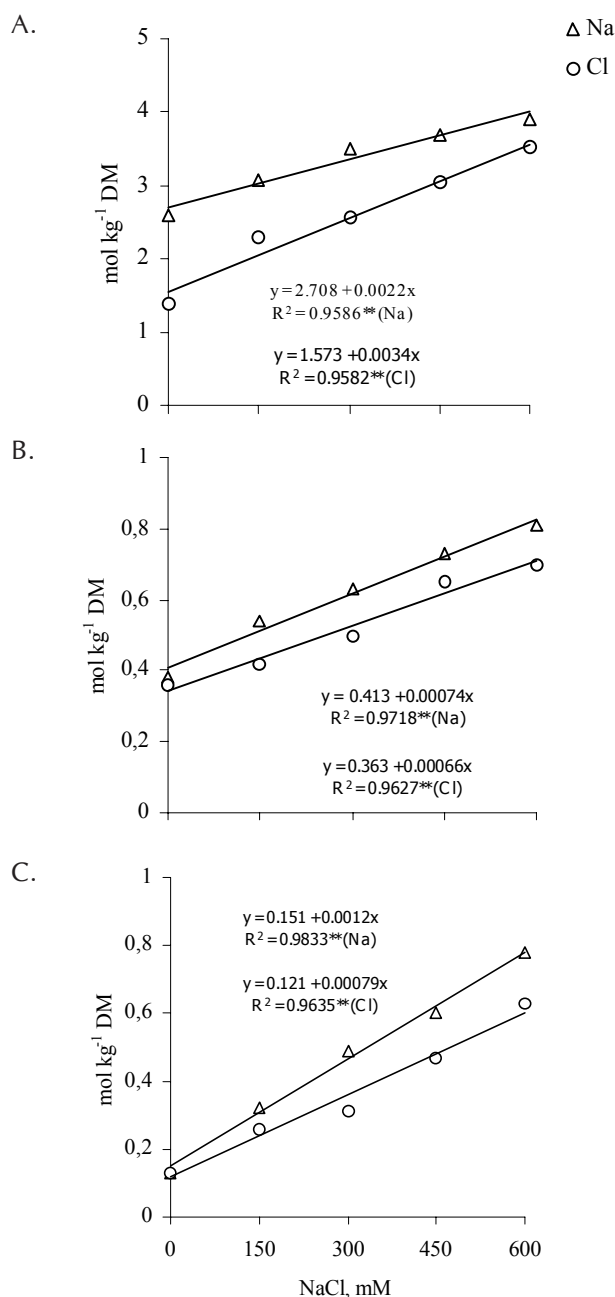 A.
Na
Cl
5
4
3
2
1
0
mol kg⁻¹ DM
y=2.708 +0.0022x
R² =0.9586**(Na)
y=1.573 +0.0034x
R² =0.9582**(Cl)
B.
1
0,8
0,6
0,4
0,2
0
mol kg⁻¹ DM
y =0.413 +0.00074x
R² =0.9718**(Na)
y =0.363 +0.00066x
R² =0.9627**(Cl)
C.
1
0,8
0,6
0,4
0,2
0
mol kg⁻¹ DM
y =0.151 +0.0012x
R² =0.9833**(Na)
y =0.121 +0.00079x
R² =0.9635**(Cl)
0 150 300 450 600
NaCl, mM